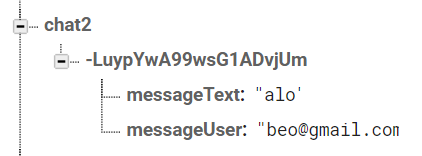 chat2
-LuypYwA99wsG1ADvjUm
messageText: "alo'
messageUser: "beo@gmail.com